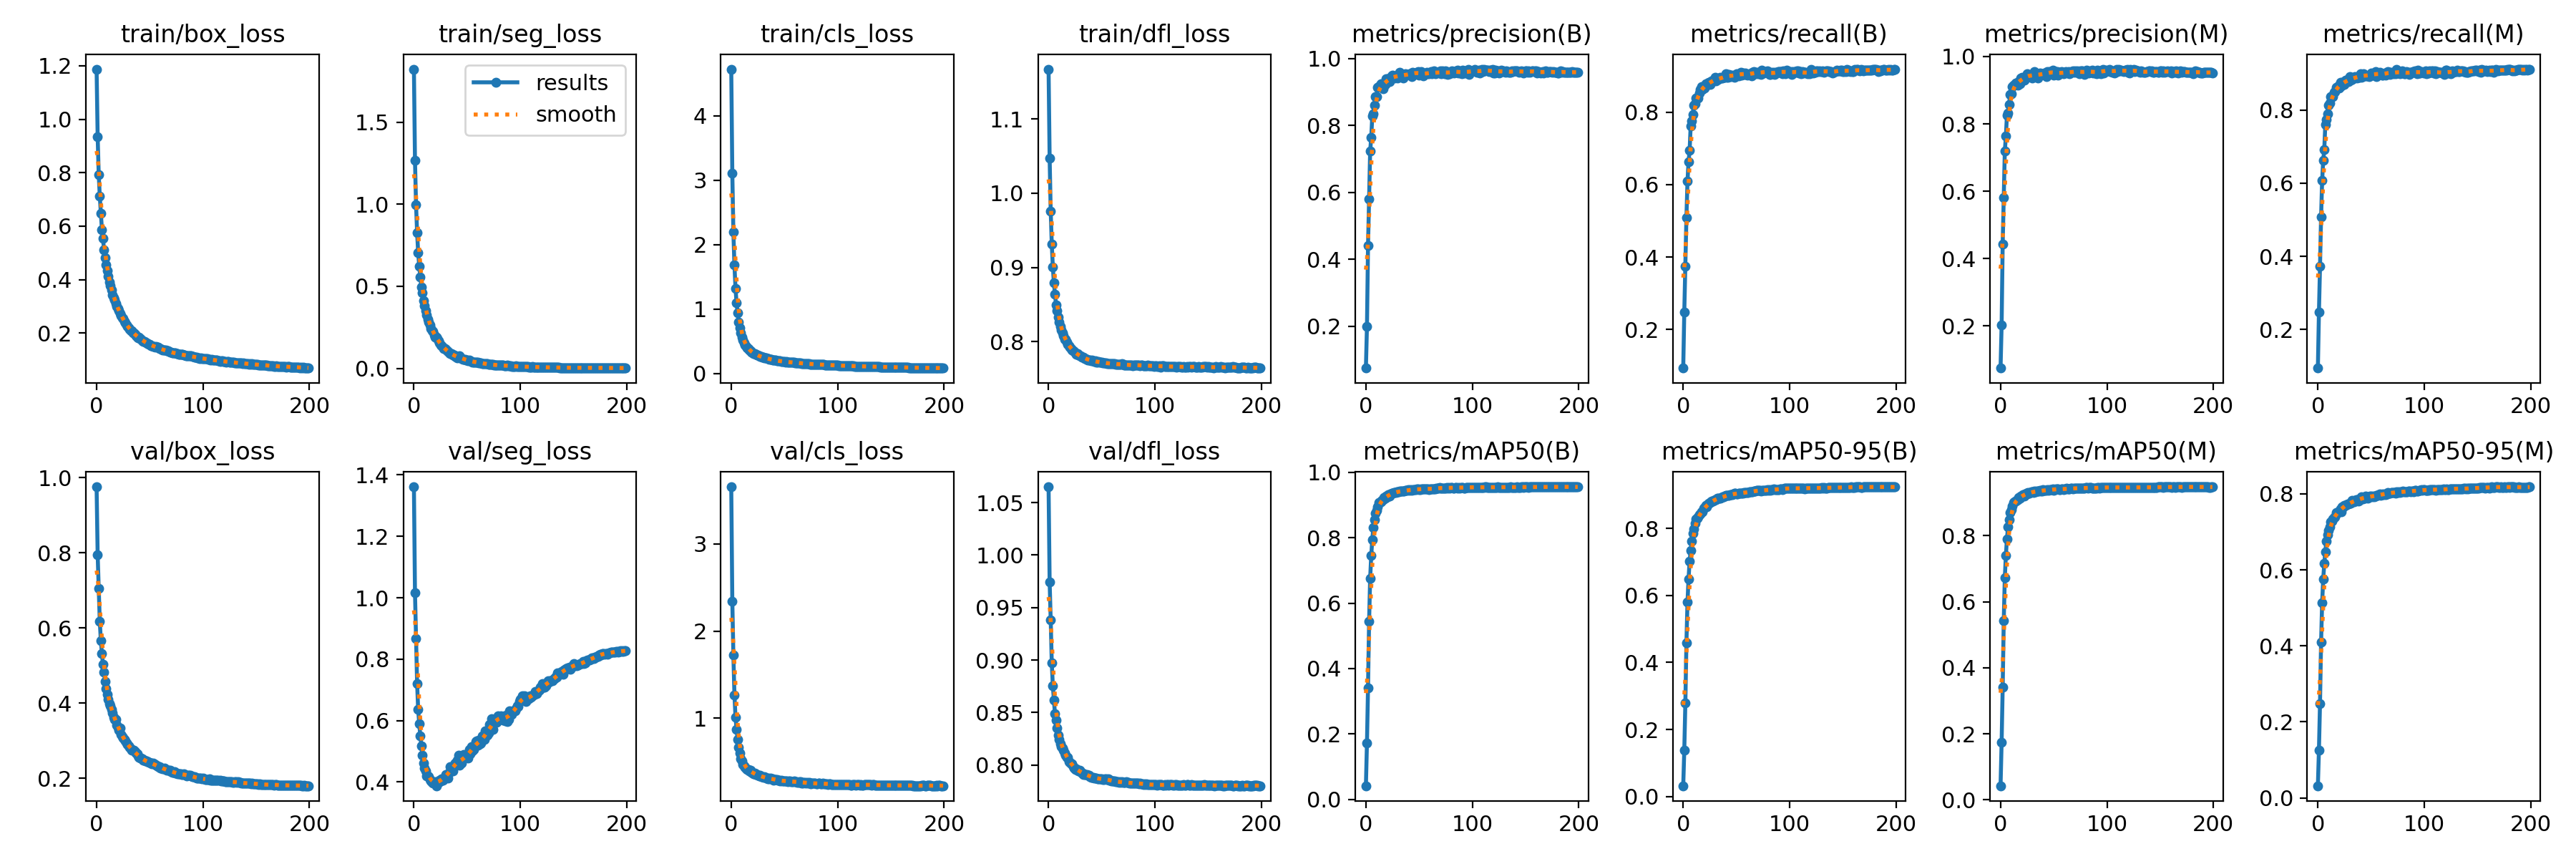 train/box_loss
1.2
1.0
0.8
0.6
0.4
0.2
0 100 200
train/seg_loss
results
smooth
1.5
1.0
0.5
0.0
0 100 200
train/cls_loss
4
3
2
1
0
0 100 200
train/dfl_loss
1.1
1.0
0.9
0.8
0 100 200
metrics/precision(B)
1.0
0.8
0.6
0.4
0.2
0 100 200
metrics/recall(B)
0.8
0.6
0.4
0.2
0 100 200
metrics/precision(M)
1.0
0.8
0.6
0.4
0.2
0 100 200
metrics/recall(M)
0.8
0.6
0.4
0.2
0 100 200
val/box_loss
1.0
0.8
0.6
0.4
0.2
0 100 200
val/seg_loss
1.4
1.2
1.0
0.8
0.6
0.4
0 100 200
val/cls_loss
3
2
1
0 100 200
val/dfl_loss
1.05
1.00
0.95
0.90
0.85
0.80
0 100 200
metrics/mAP50(B)
1.0
0.8
0.6
0.4
0.2
0.0
0 100 200
metrics/mAP50-95(B)
0.8
0.6
0.4
0.2
0.0
0 100 200
metrics/mAP50(M)
0.8
0.6
0.4
0.2
0.0
0 100 200
metrics/mAP50-95(M)
0.8
0.6
0.4
0.2
0.0
0 100 200